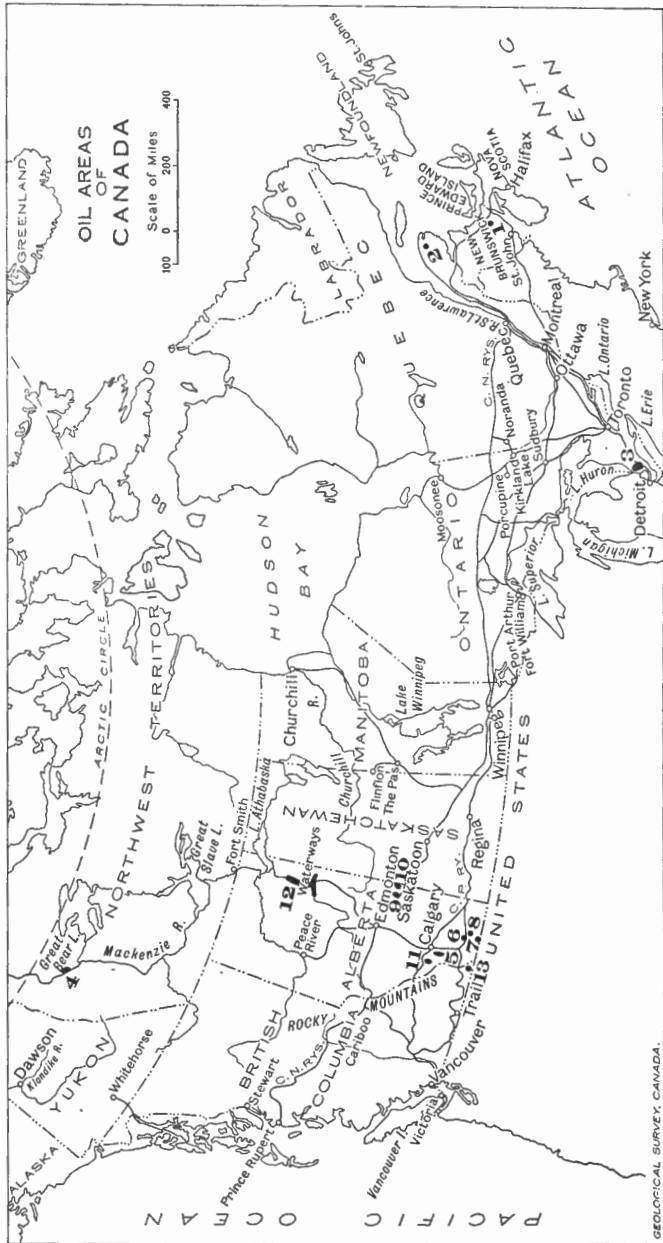 OIL AREAS
OF
CANADA
Scale of Miles
100 0 200 400
GREENLAND
ALASKA
Dawson
Klondike R.
YUKON
Whitehorse
4
Great
Bear L.
Mackenzie R.
NORTHWEST TERRITORIES
ARCTIC CIRCLE
Great
Slave L.
Fort Smith
L. Athabaska
HUDSON
BAY
LABRADOR
NEWFOUNDLAND
St. Johns
PACIFIC OCEAN
Prince Rupert
Stewart
BRITISH
COLUMBIA
C.N. RYS.
Cariboo
ROCKY
MOUNTAINS
Vancouver I.
Victoria
Vancouver
Trail
Peace
River
ALBERTA
12
Waterways
Edmonton
9 10
Saskatoon
11
Calgary
5
6
7
8
13
C.P. RY.
SASKATCHEWAN
Regina
Churchill
Churchill
R.
MANITOBA
Flinflon
The Pas
Lake
Winnipeg
Winnipeg
UNITED STATES
ONTARIO
Moosonee
Port Arthur
Fort William
L. Superior
Porcupine
Kirkland
Lake
Noranda
Sudbury
C.N. RYS.
QUEBEC
Quebec
R. St. Lawrence
Montreal
Ottawa
Toronto
L. Ontario
L. Erie
L. Huron
3
Detroit
L. Michigan
New York
2
1
NEW
BRUNSWICK
St. John
PRINCE
EDWARD
ISLAND
NOVA
SCOTIA
Halifax
ATLANTIC
OCEAN
GEOLOGICAL SURVEY, CANADA.